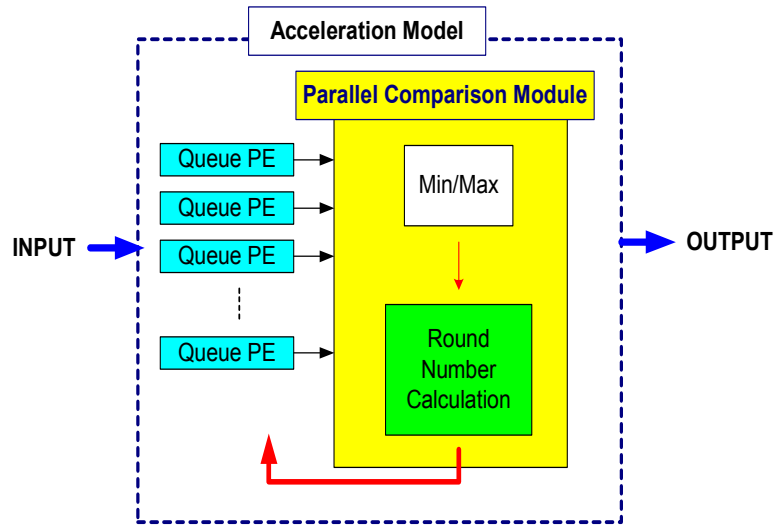 Acceleration Model
Parallel Comparison Module
Queue PE
Queue PE
Queue PE
Queue PE
Min/Max
Round
Number
Calculation
INPUT
OUTPUT